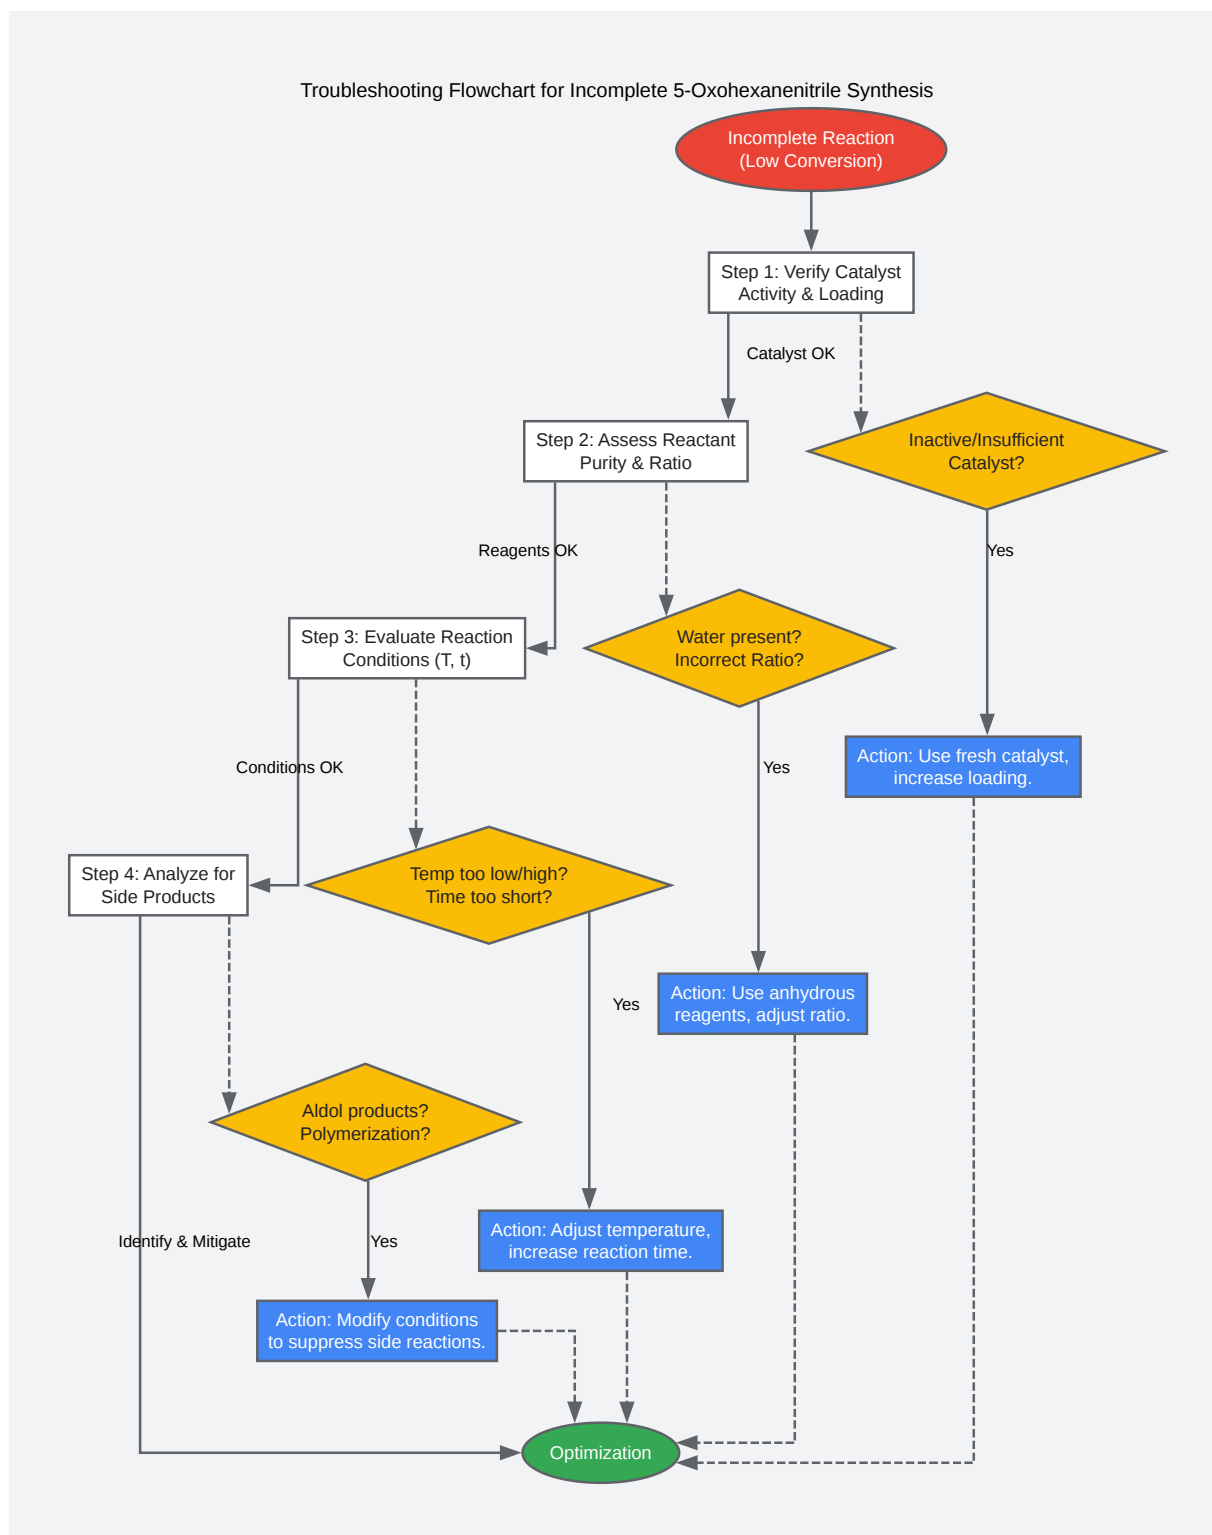 Troubleshooting Flowchart for Incomplete 5-Oxohexanenitrile Synthesis
Incomplete Reaction
(Low Conversion)
Step 1: Verify Catalyst
Activity & Loading
Catalyst OK
Step 2: Assess Reactant
Purity & Ratio
Inactive/Insufficient
Catalyst?
Reagents OK
Yes
Step 3: Evaluate Reaction
Conditions (T, t)
Water present?
Incorrect Ratio?
Conditions OK
Yes
Action: Use fresh catalyst,
increase loading.
Step 4: Analyze for
Side Products
Temp too low/high?
Time too short?
Yes
Action: Use anhydrous
reagents, adjust ratio.
Aldol products?
Polymerization?
Identify & Mitigate
Yes
Action: Adjust temperature,
increase reaction time.
Action: Modify conditions
to suppress side reactions.
Optimization